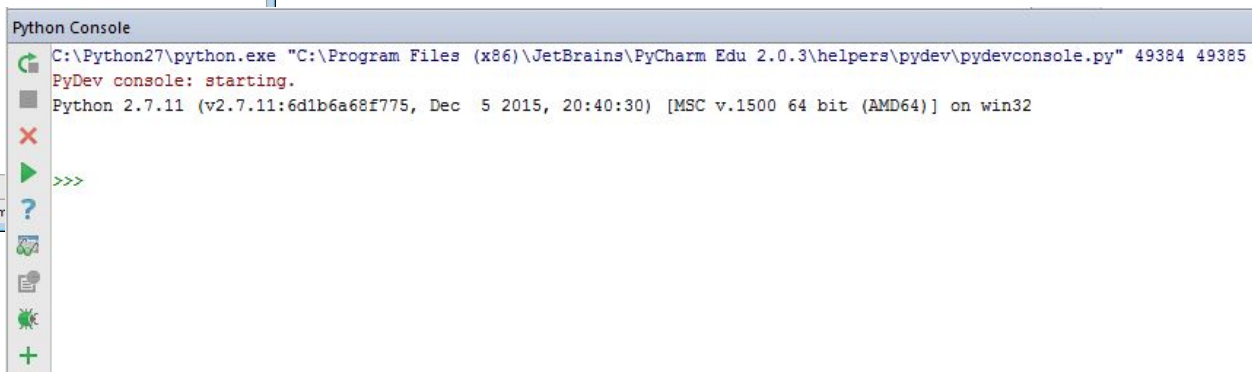 Python Console
C:\Python27\python.exe "C:\Program Files (x86)\JetBrains\PyCharm Edu 2.0.3\helpers\pydev\pydevconsole.py" 49384 49385
PyDev console: starting.
Python 2.7.11 (v2.7.11:6d1b6a68f775, Dec  5 2015, 20:40:30) [MSC v.1500 64 bit (AMD64)] on win32
>>>